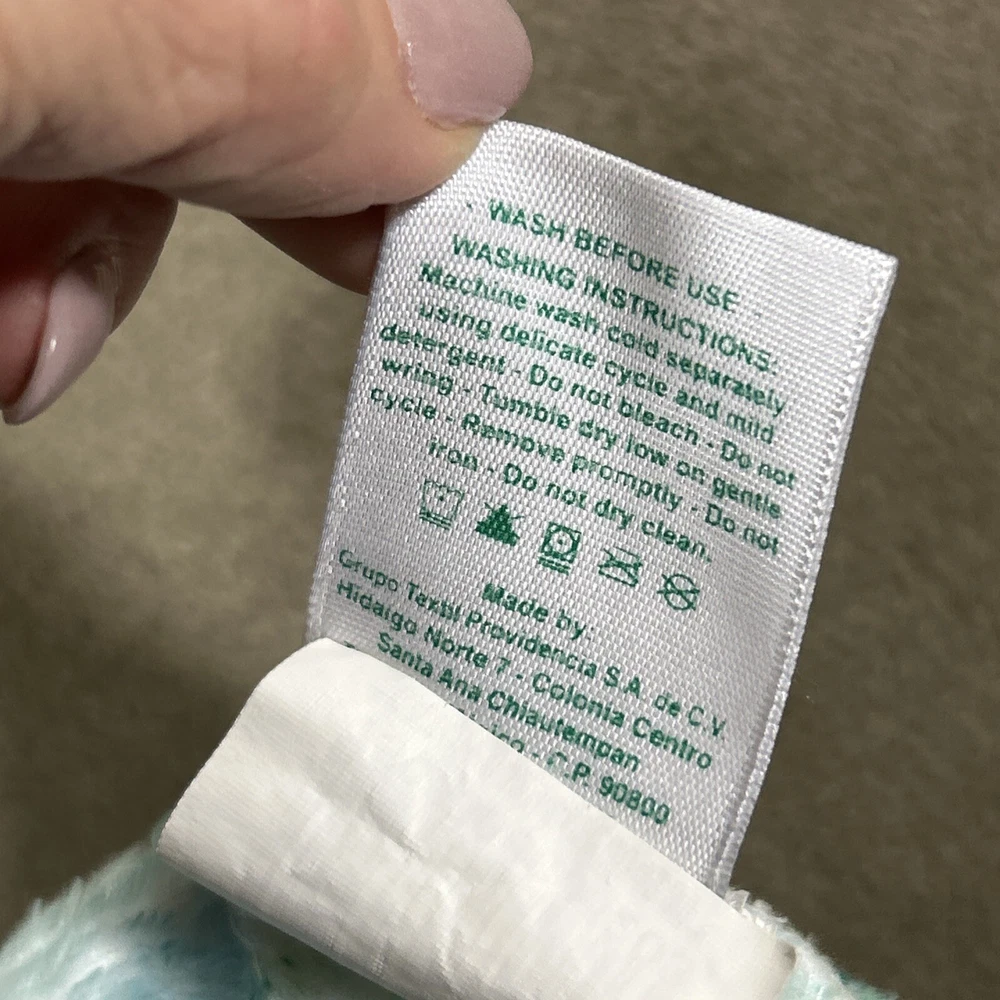 WASH BEFORE USE
WASHING INSTRUCTIONS:
Machine wash cold separately
using delicate cycle and mild
detergent - Do not bleach - Do not
wring - Tumble dry low on gentle
cycle - Remove promptly - Do not
iron - Do not dry clean.
Made by:
Grupo Textil Providencia S.A. de C.V.
Hidalgo Norte 7 - Colonia Centro
Santa Ana Chiautempan
C.P. 90800